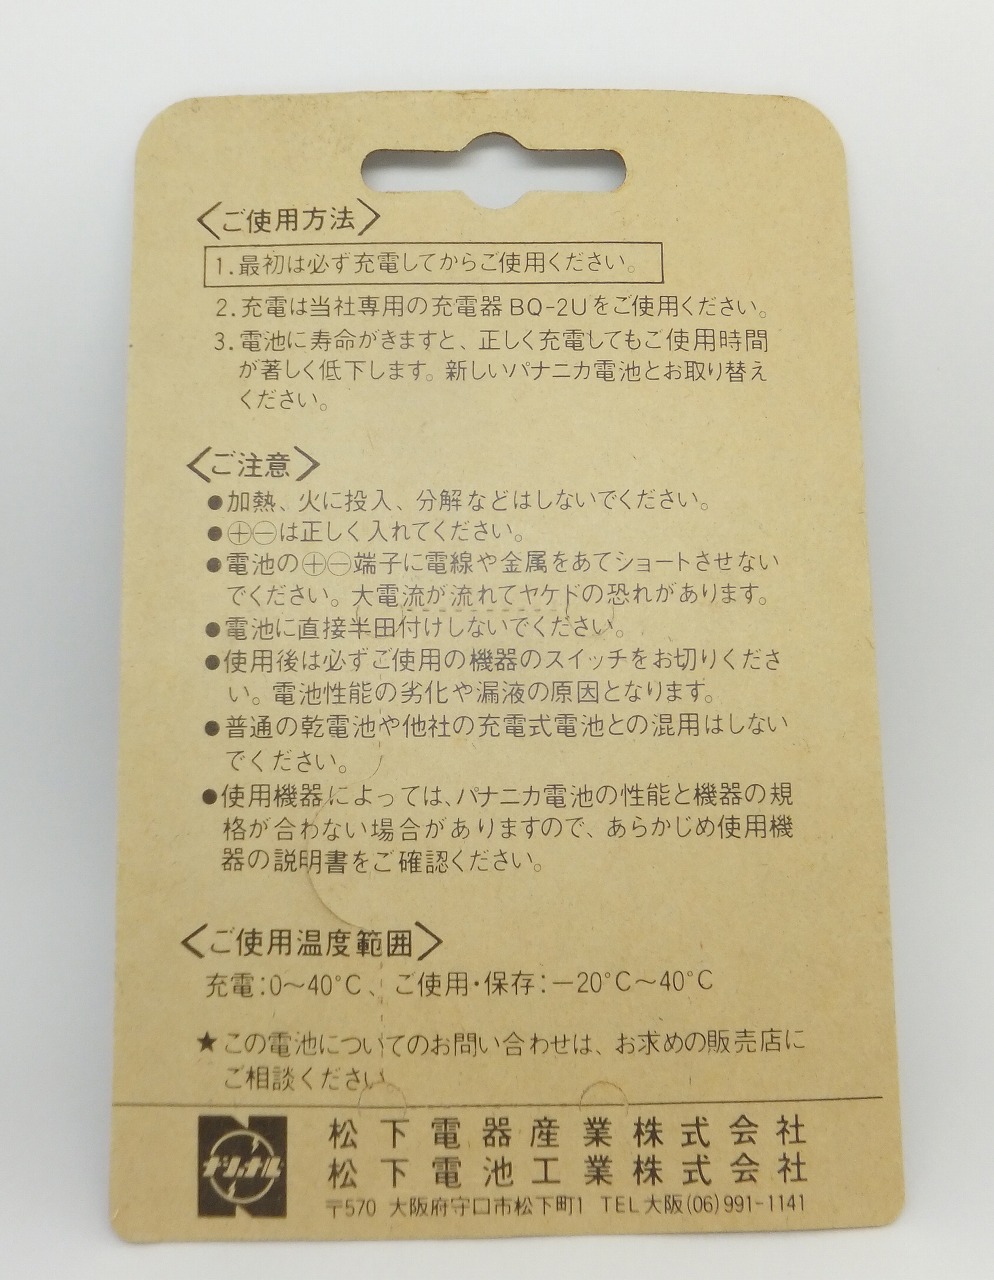 〈ご使用方法〉
1.最初は必ず充電してからご使用ください。
2.充電は当社専用の充電器BQ-2Uをご使用ください。
3.電池に寿命がきますと、正しく充電してもご使用時間
が著しく低下します。新しいパナニカ電池とお取り替え
ください。
〈ご注意〉
●加熱、火に投入、分解などはしないでください。
●⊕⊖は正しく入れてください。
●電池の⊕⊖端子に電線や金属をあてショートさせない
でください。大電流が流れてヤケドの恐れがあります。
●電池に直接半田付けしないでください。
●使用後は必ずご使用の機器のスイッチをお切りくださ
い。電池性能の劣化や漏液の原因となります。
●普通の乾電池や他社の充電式電池との混用はしない
でください。
●使用機器によっては、パナニカ電池の性能と機器の規
格が合わない場合がありますので、あらかじめ使用機
器の説明書をご確認ください。
〈ご使用温度範囲〉
充電:0～40°C、ご使用・保存:−20°C～40°C
★この電池についてのお問い合わせは、お求めの販売店に
ご相談ください
ナショナル
松下電器産業株式会社
松下電池工業株式会社
〒570 大阪府守口市松下町1 TEL大阪(06)991-1141